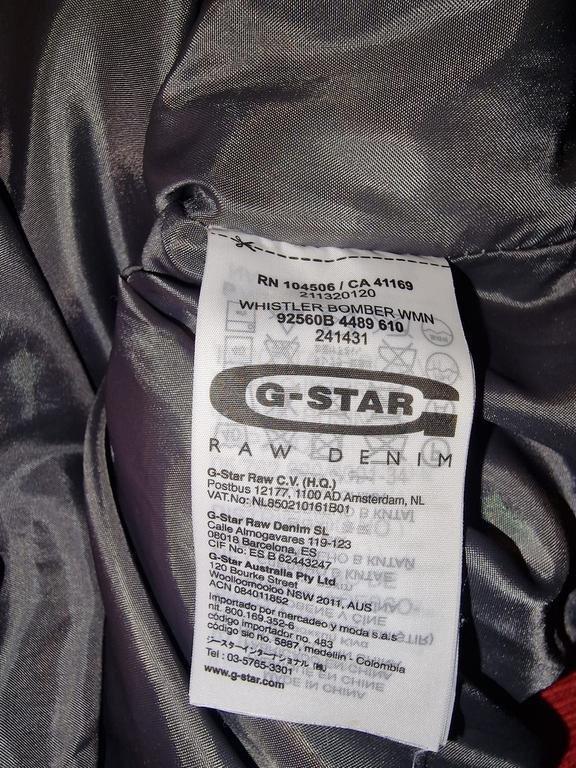 RN 104506 / CA 41169
211320120
WHISTLER BOMBER WMN
92560B 4489 610
241431
G-STAR
RAW DENIM
G-Star Raw C.V. (H.Q.)
Postbus 12177, 1100 AD Amsterdam, NL
VAT.No: NL850210161B01
G-Star Raw Denim SL
Calle Almogavares 119-123
08018 Barcelona, ES
CIF No: ES B 62443247
G-Star Australia Pty Ltd
120 Bourke Street
Woolloomooloo NSW 2011, AUS
ACN 084011852
Importado por mercadeo y moda s.a.s
nit. 800.169.352-6
código importador no. 483
código sic no. 5887, medellin - Colombia
ジースターインターナショナル ㈱
Tel : 03-5765-3301
www.g-star.com